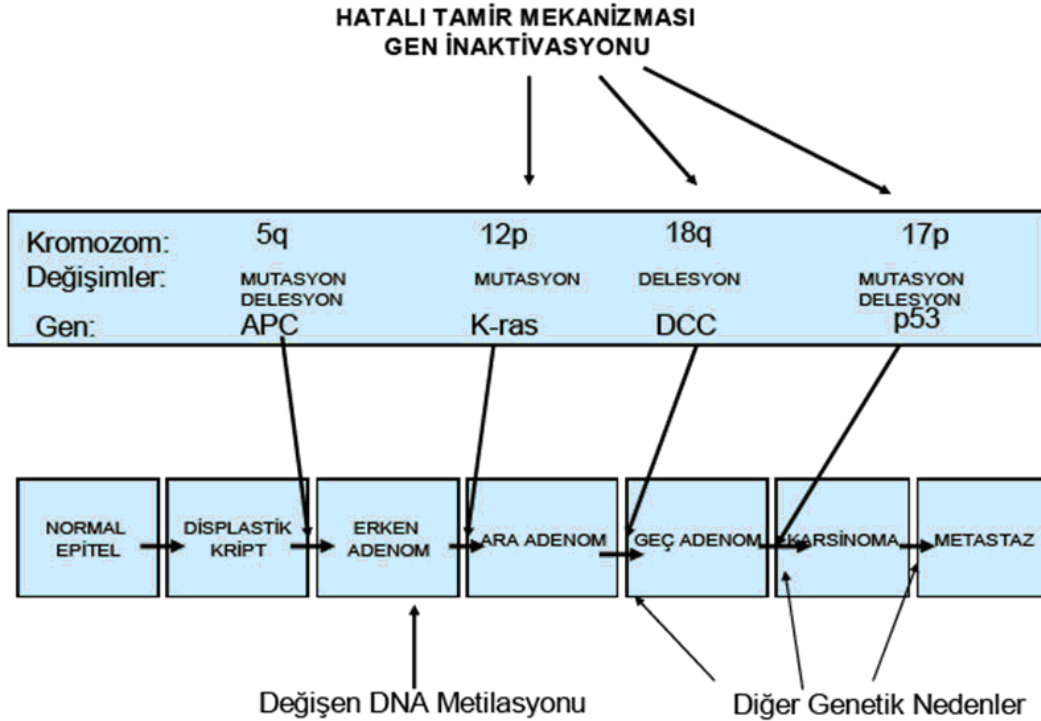 HATALI TAMİR MEKANİZMASI
GEN İNAKTİVASYONU
Kromozom: 5q 12p 18q 17p
Değişimler: MUTASYON MUTASYON DELESYON MUTASYON
DELESYON DELESYON
Gen: APC K-ras DCC p53
NORMAL
EPİTEL
DİSPLASTİK
KRİPT
ERKEN
ADENOM
ARA ADENOM
GEÇ ADENOM
KARSİNOMA
METASTAZ
Değişen DNA Metilasyonu
Diğer Genetik Nedenler